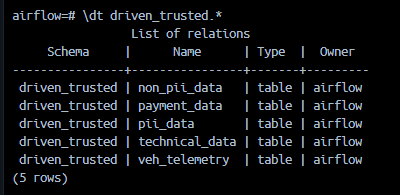 airflow=# \dt driven_trusted.*
                 List of relations
     Schema     |      Name      | Type  |  Owner
----------------+----------------+-------+---------
 driven_trusted | non_pii_data   | table | airflow
 driven_trusted | payment_data   | table | airflow
 driven_trusted | pii_data       | table | airflow
 driven_trusted | technical_data | table | airflow
 driven_trusted | veh_telemetry  | table | airflow
(5 rows)